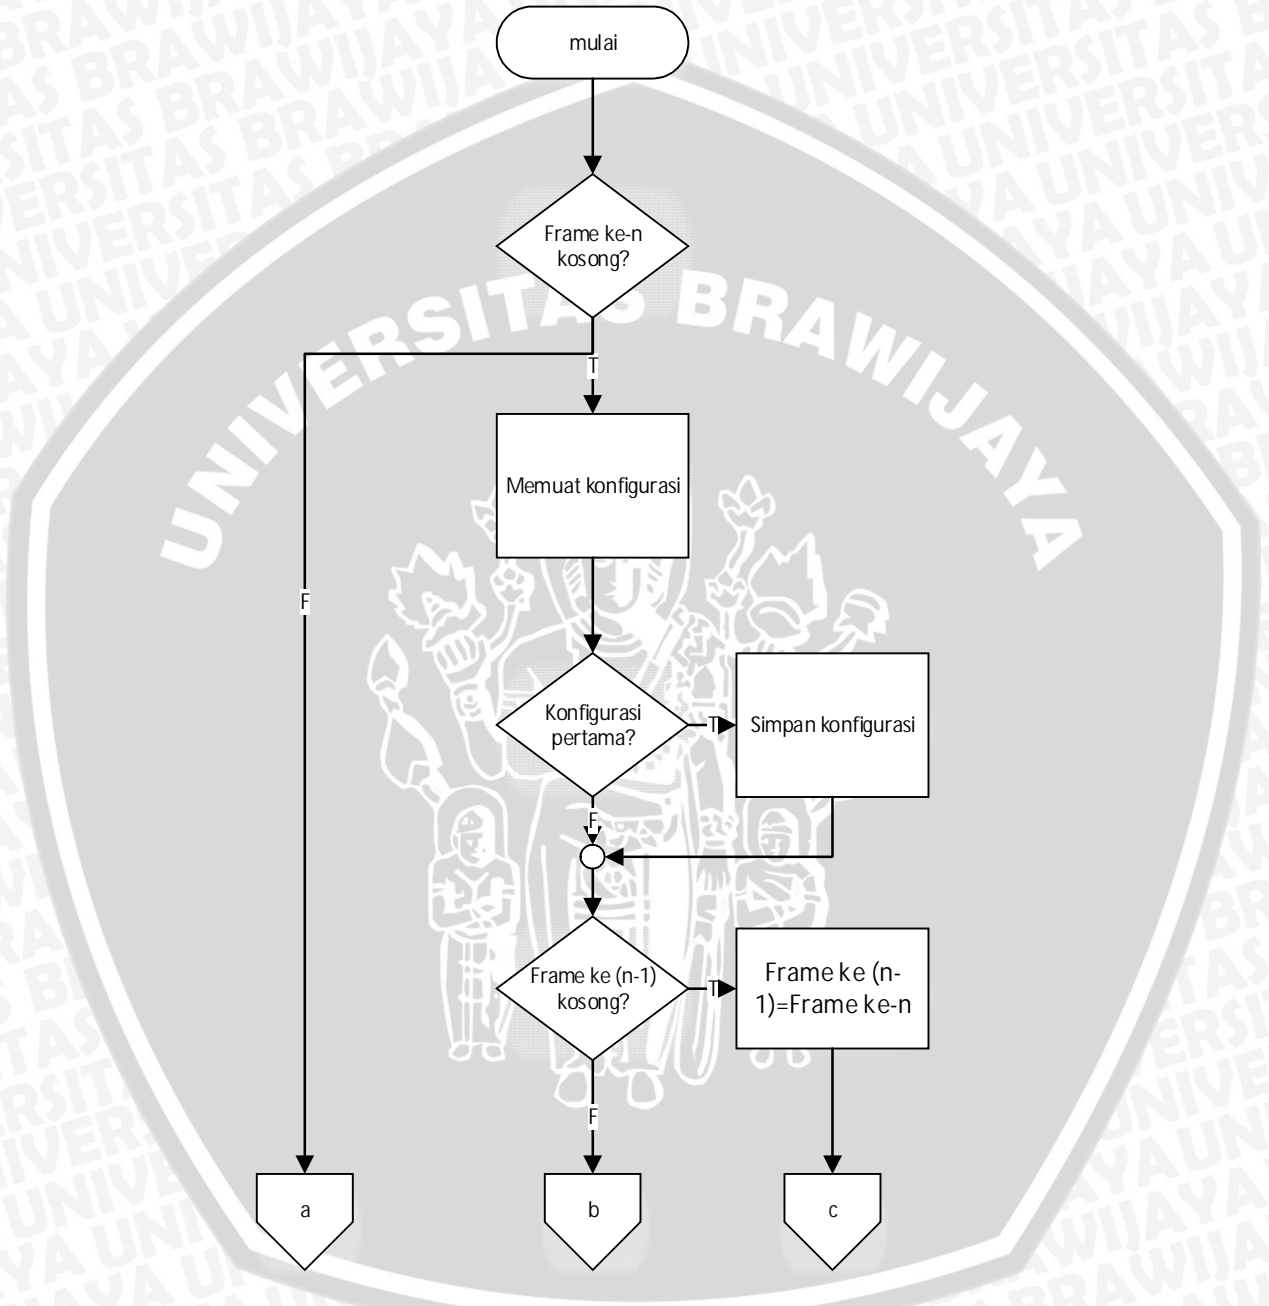 mulai
Frame ke-n
kosong?
UNIVERSITAS BRAWIJAYA
T
Memuat konfigurasi
F
Konfigurasi
pertama?
T
Simpan konfigurasi
F
Frame ke (n-1)
kosong?
T
Frame ke (n-
1)=Frame ke-n
F
a
b
c